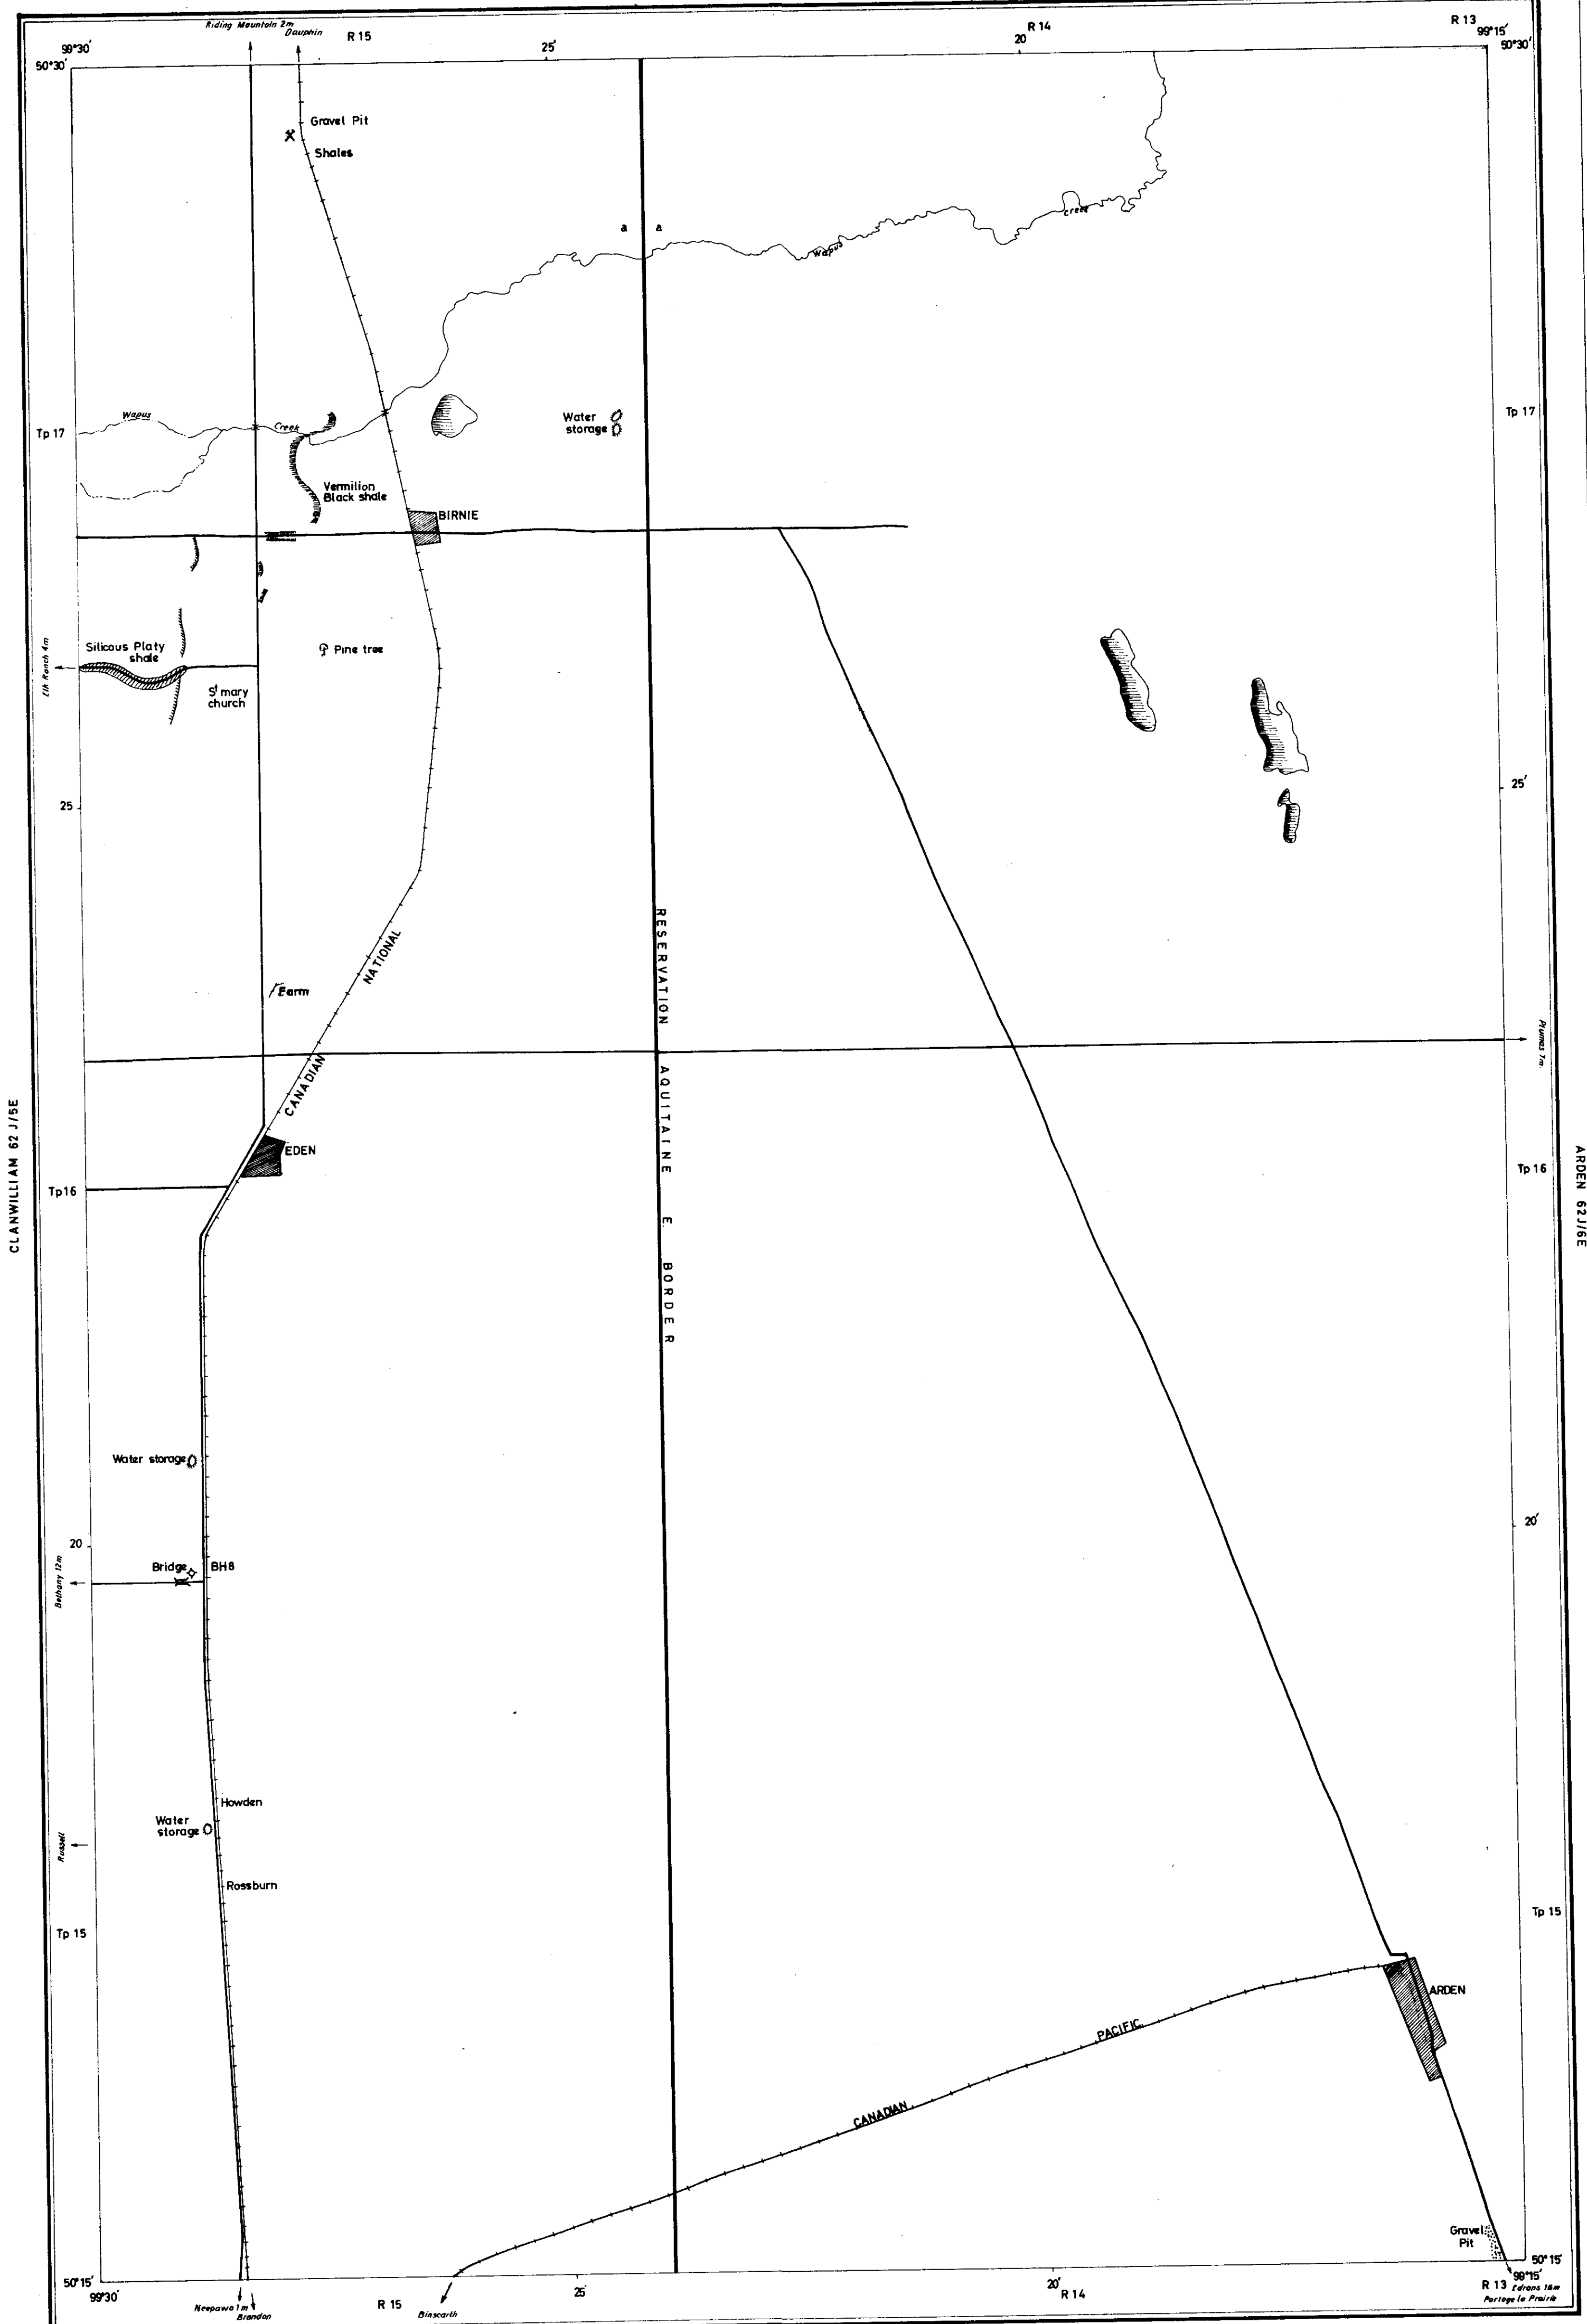 Riding Mountain 2m
Dauphin
R 15
R 14
R 13
99°30'
25'
20
99°15'
50°30'
50°30'
Gravel Pit
Shales
a a
Wapus
creek
Wapus
Creek
Water
storage
Tp 17
Tp 17
Vermilion
Black shale
BIRNIE
Silicous Platy
shale
Pine tree
St mary
church
Elk Ranch 4m
25
25'
RESERVATION AQUITAINE E. BORDER
NATIONAL
Farm
CANADIAN
Prumas 7m
EDEN
CLANWILLIAM 62 J/5E
ARDEN 62J/6E
Tp16
Tp 16
Water storage
20
20'
Bridge
BH8
Bethany 12m
Howden
Water
storage
Russell
Rossburn
Tp 15
Tp 15
ARDEN
PACIFIC
CANADIAN
Gravel
Pit
50°15'
50°15'
99°30'
25'
20'
99°15'
Neepawa 1m
Brandon
R 15
Binscarth
R 14
R 13
Edrans 16m
Portage la Prairie